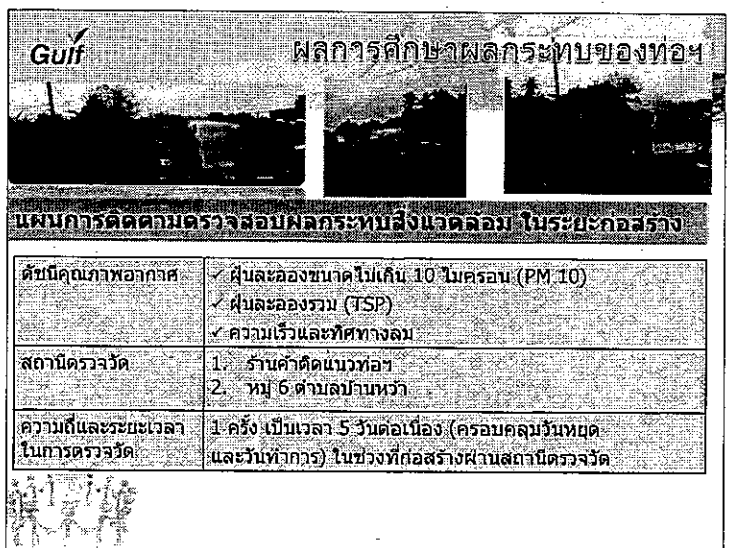 Gulf
ผลการศึกษาผลกระทบของท่อฯ
แผนการติดตามตรวจสอบผลกระทบสิ่งแวดล้อม ในระยะก่อสร้าง
ดัชนีคุณภาพอากาศ
✓ ฝุ่นละอองขนาดไม่เกิน 10 ไมครอน (PM 10)
✓ ฝุ่นละอองรวม (TSP)
✓ ความเร็วและทิศทางลม
สถานีตรวจวัด
1. ร้านค้าติดแนวท่อฯ
2. หมู่ 6 ตำบลบ้านหว้า
ความถี่และระยะเวลา
ในการตรวจวัด
1 ครั้ง เป็นเวลา 5 วันต่อเนื่อง (ครอบคลุมวันหยุด
และวันทำการ) ในช่วงที่ก่อสร้างผ่านสถานีตรวจวัด